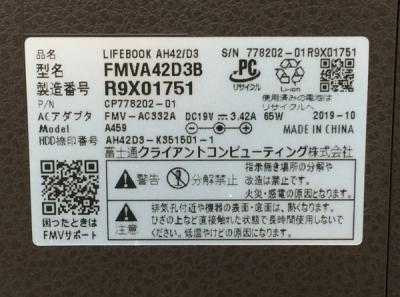 品名 LIFEBOOK AH42/D3 S/N 778202-01R9X01751
型名 FMVA42D3B
製造番号 R9X01751
PC
リサイクル
Li-ion
P/N CP778202-01
使用済みの電池は
リサイクルへ
ACアダプタ FMV-AC332A DC19V 3.42A 65W 2019-10
Model A459 MADE IN CHINA
HDD捺印番号 AH42D3-K351501-1
富士通クライアントコンピューティング株式会社
警告 分解禁止
指示無き箇所の分解や
改造は禁止です。
火災・感電の原因となります。
注意
排気孔付近や機器の表面・底面は、熱くなります。
ひざの上など直接触れた状態で長時間使用しないで
ください。低温やけどの原因となります。
困ったときは
FMVサポート